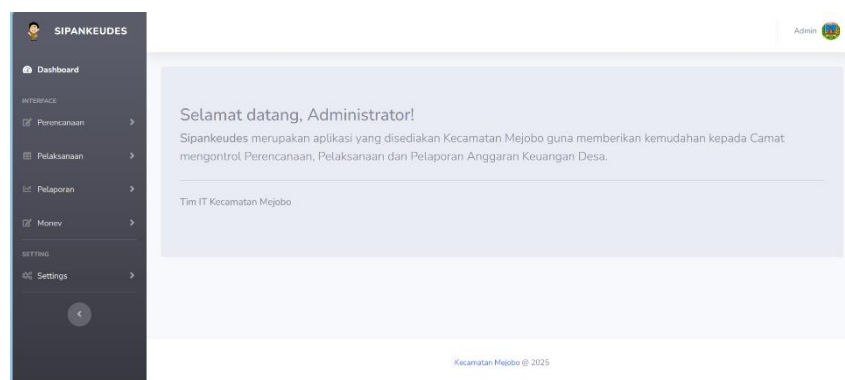 SIPANKEUDES
Admin
Dashboard
INTERFACE
Perencanaan
Pelaksanaan
Pelaporan
Monev
SETTING
Settings
Selamat datang, Administrator!
Sipankeudes merupakan aplikasi yang disediakan Kecamatan Mejobo guna memberikan kemudahan kepada Camat
mengontrol Perencanaan, Pelaksanaan dan Pelaporan Anggaran Keuangan Desa.
Tim IT Kecamatan Mejobo
Kecamatan Mejobo @ 2025